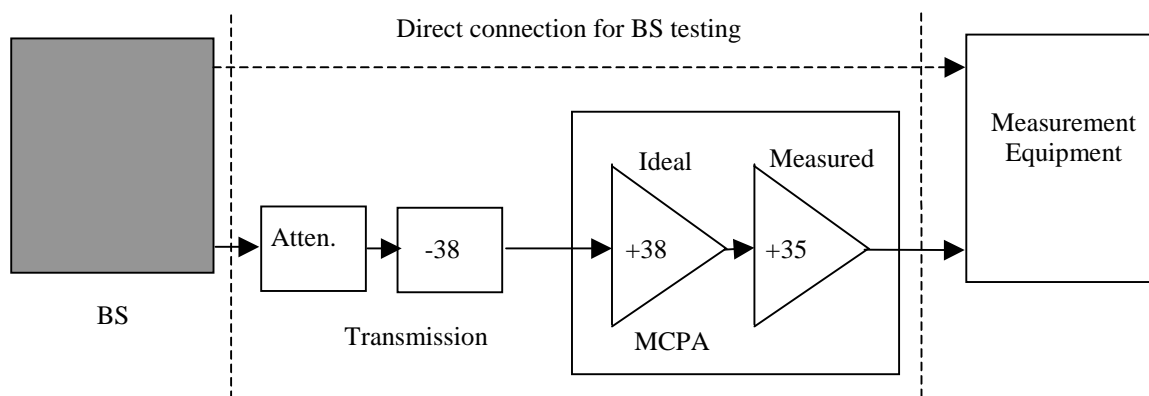 Direct connection for BS testing
Measurement
Equipment
Ideal
Measured
Atten.
-38
+38
+35
BS
Transmission
MCPA